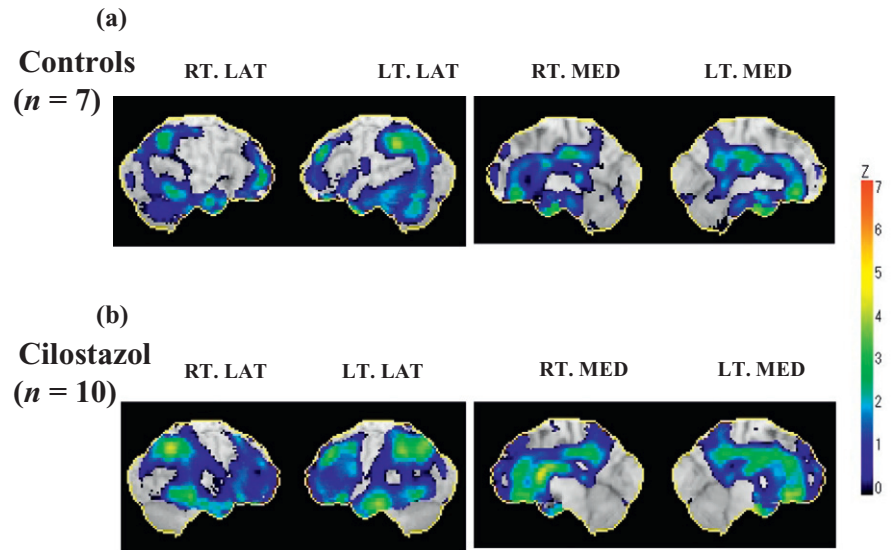 (a)
Controls
(n = 7)
RT. LAT
LT. LAT
RT. MED
LT. MED
(b)
Cilostazol
(n = 10)
RT. LAT
LT. LAT
RT. MED
LT. MED
Z
7
6
5
4
3
2
1
0